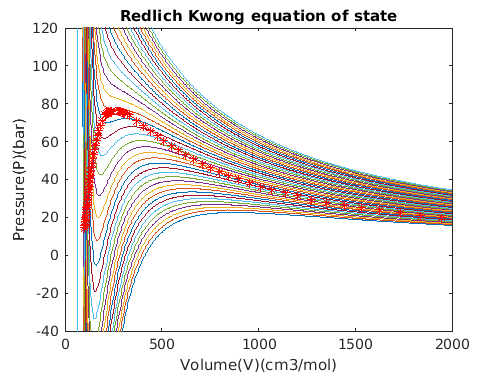 Redlich Kwong equation of state
120
100
80
60
40
20
0
-20
-40
Pressure(P)(bar)
0 500 1000 1500 2000
Volume(V)(cm3/mol)